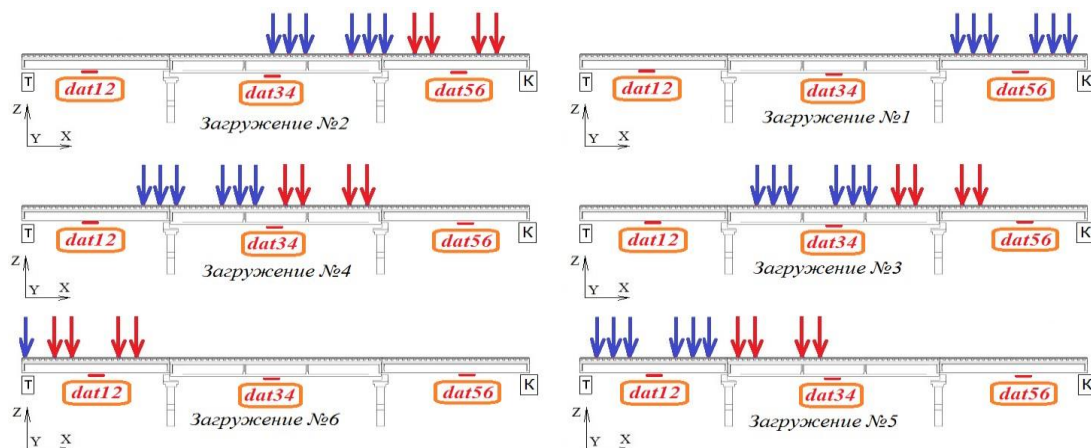 T
dat12
dat34
dat56
K
Z
Y
X
Загружение №2
T
dat12
dat34
dat56
K
Z
Y
X
Загружение №1
T
dat12
dat34
dat56
K
Z
Y
X
Загружение №4
T
dat12
dat34
dat56
K
Z
Y
X
Загружение №3
T
dat12
dat34
dat56
K
Z
Y
X
Загружение №6
T
dat12
dat34
dat56
K
Z
Y
X
Загружение №5